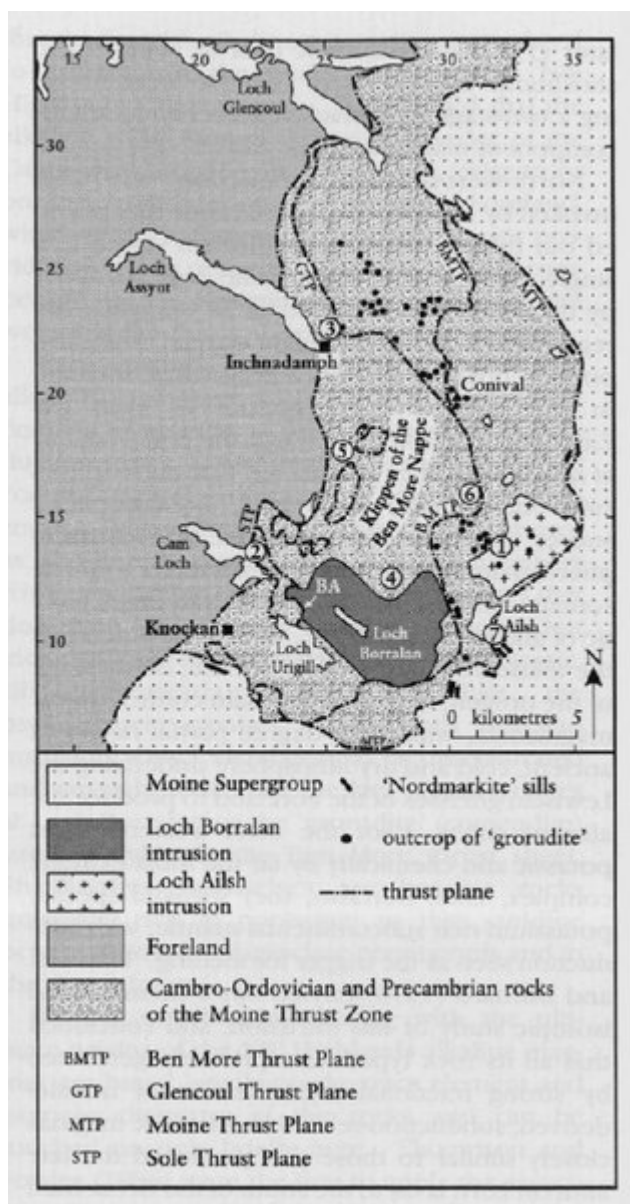 15
20
25
30
35
Loch
Glencoul
30
25
BMTP
MTP
GTP
Loch
Assyot
3
Inchnadamph
Conival
20
5
Klippen of the
Ben More Nappe
6
15
STP
B M T P
Cam
Loch
2
1
4
BA
Loch
Ailsh
Knockan
Loch
Borralan
7
10
Loch
Urigill
N
0 kilometres 5
MTP
Moine Supergroup
'Nordmarkite' sills
Loch Borralan
intrusion
outcrop of 'grorudite'
Loch Ailsh
intrusion
thrust plane
Foreland
Cambro-Ordovician and Precambrian rocks
of the Moine Thrust Zone
BMTP Ben More Thrust Plane
GTP Glencoul Thrust Plane
MTP Moine Thrust Plane
STP Sole Thrust Plane